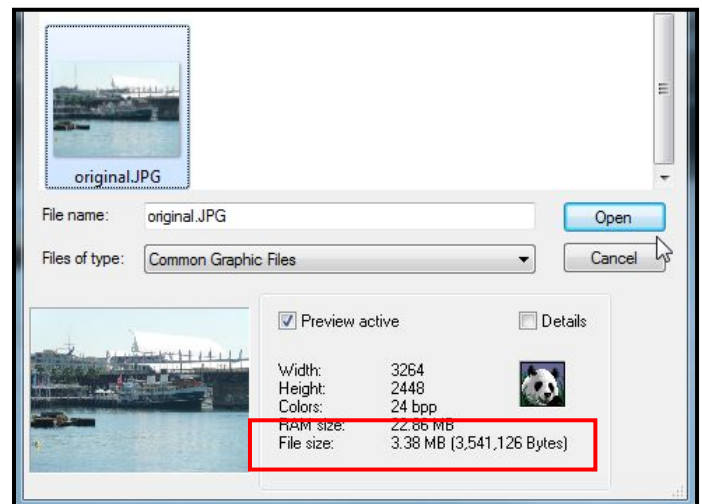 original.JPG
File name: original.JPG Open
Files of type: Common Graphic Files Cancel
Preview active Details
Width: 3264
Height: 2448
Colors: 24 bpp
RAM size: 22.86 MB
File size: 3.38 MB (3,541,126 Bytes)